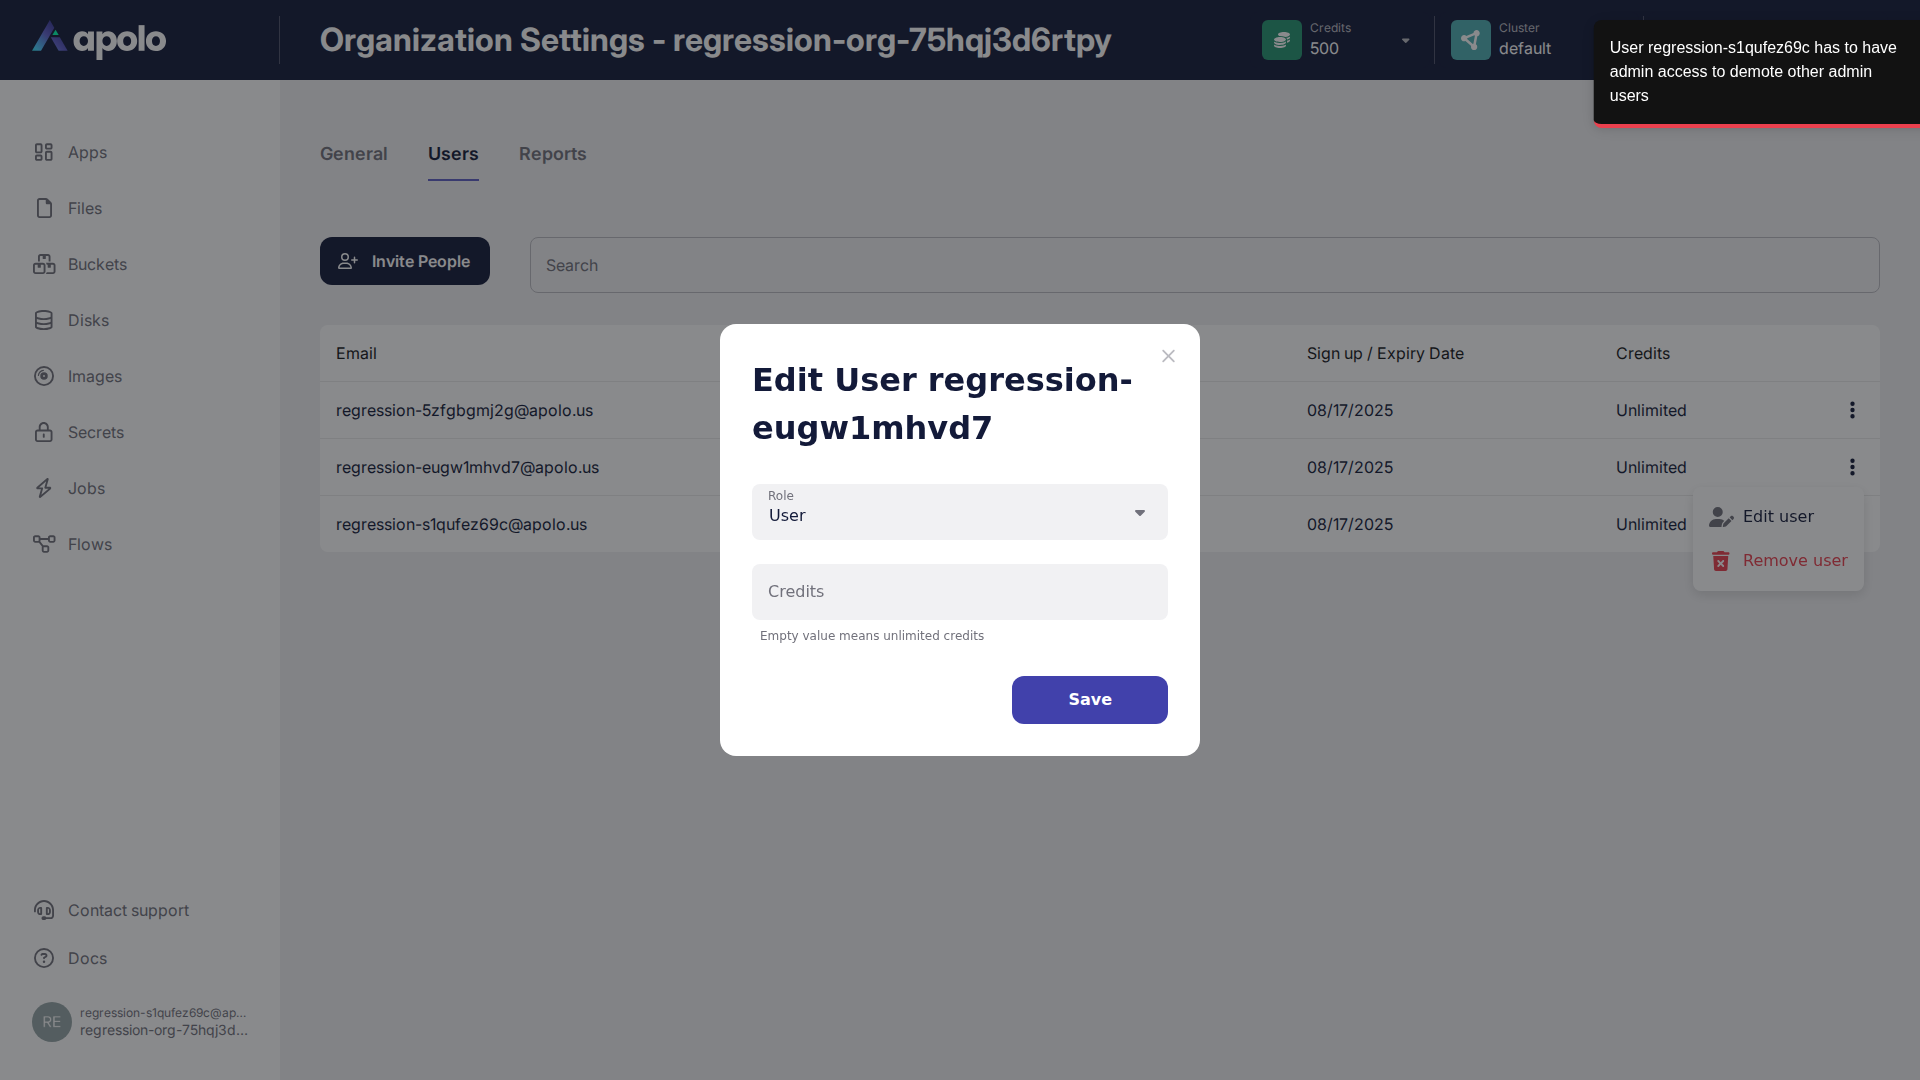 apolo
Organization Settings - regression-org-75hqj3d6rtpy
Credits
500
Cluster
default
User regression-s1qufez69c has to have
admin access to demote other admin
users
Apps
Files
Buckets
Disks
Images
Secrets
Jobs
Flows
Contact support
Docs
RE
regression-s1qufez69c@ap...
regression-org-75hqj3d...
General
Users
Reports
Invite People
Search
Email
Sign up / Expiry Date
Credits
regression-5zfgbgmj2g@apolo.us
08/17/2025
Unlimited
regression-eugw1mhvd7@apolo.us
08/17/2025
Unlimited
regression-s1qufez69c@apolo.us
08/17/2025
Unlimited
Edit user
Remove user
Edit User regression-
eugw1mhvd7
Role
User
Credits
Empty value means unlimited credits
Save